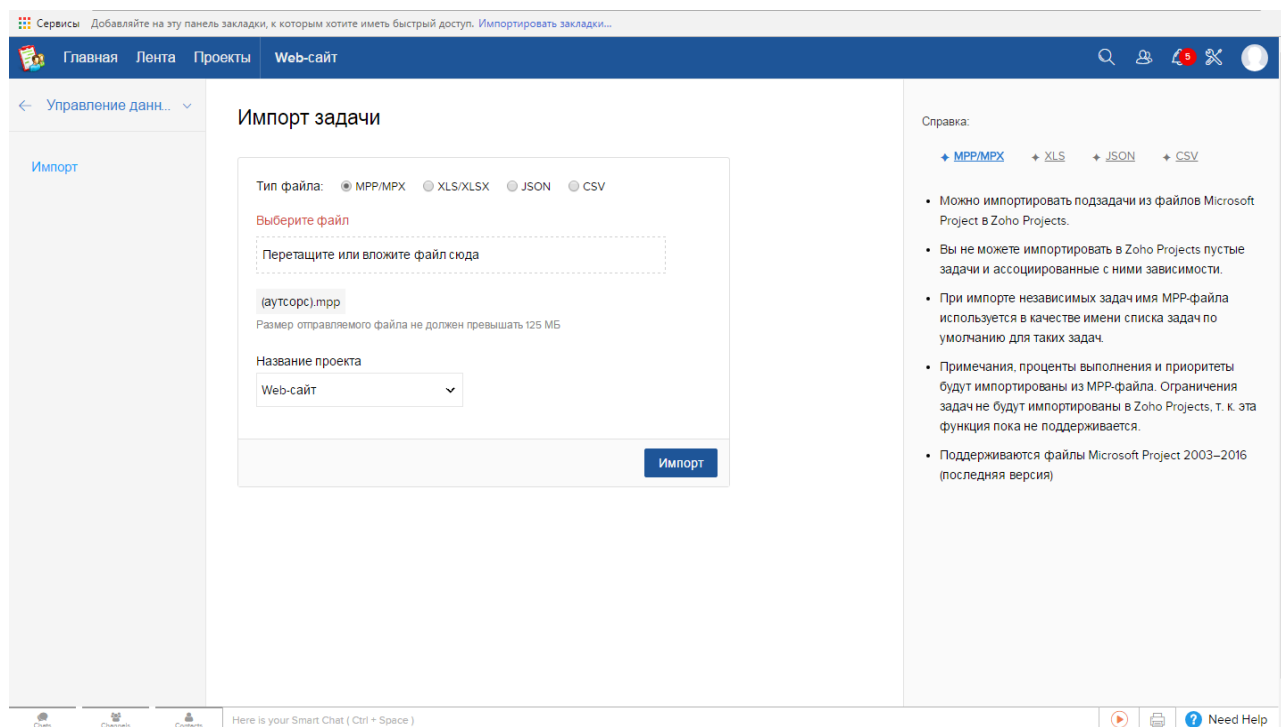 Сервисы Добавляйте на эту панель закладки, к которым хотите иметь быстрый доступ. Импортировать закладки...
Главная Лента Проекты Web-сайт 5
Управление данн...
Импорт
Импорт задачи
Тип файла: MPP/MPX XLS/XLSX JSON CSV
Выберите файл
Перетащите или вложите файл сюда
(аутсорс).mpp
Размер отправляемого файла не должен превышать 125 МБ
Название проекта
Web-сайт
Импорт
Справка:
MPP/MPX XLS JSON CSV
• Можно импортировать подзадачи из файлов Microsoft
Project в Zoho Projects.
• Вы не можете импортировать в Zoho Projects пустые
задачи и ассоциированные с ними зависимости.
• При импорте независимых задач имя MPP-файла
используется в качестве имени списка задач по
умолчанию для таких задач.
• Примечания, проценты выполнения и приоритеты
будут импортированы из MPP-файла. Ограничения
задач не будут импортированы в Zoho Projects, т. к. эта
функция пока не поддерживается.
• Поддерживаются файлы Microsoft Project 2003–2016
(последняя версия)
Chats Channels Contacts Here is your Smart Chat ( Ctrl + Space ) Need Help